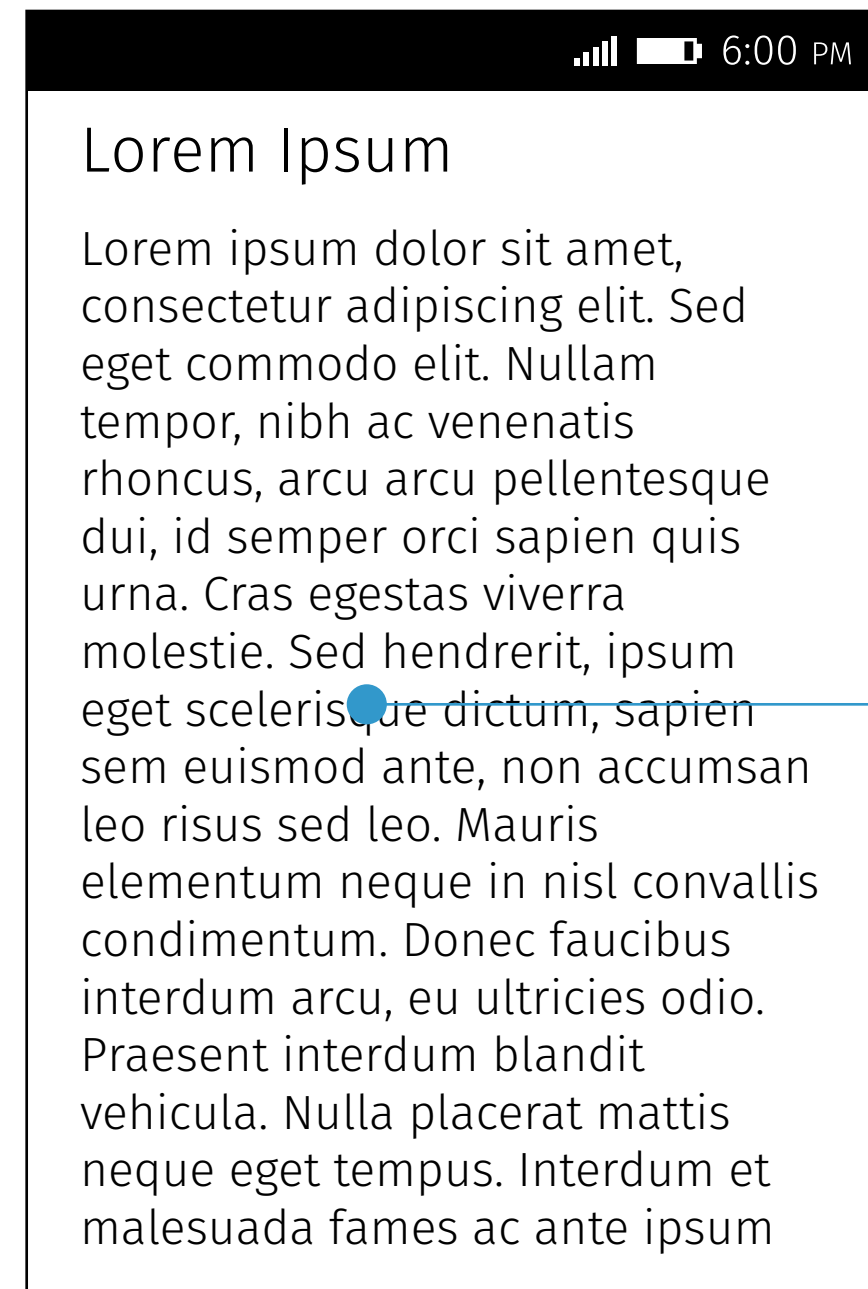 6:00 PM
Lorem Ipsum
Lorem ipsum dolor sit amet,
consectetur adipiscing elit. Sed
eget commodo elit. Nullam
tempor, nibh ac venenatis
rhoncus, arcu arcu pellentesque
dui, id semper orci sapien quis
urna. Cras egestas viverra
molestie. Sed hendrerit, ipsum
eget scelerisque dictum, sapien
sem euismod ante, non accumsan
leo risus sed leo. Mauris
elementum neque in nisl convallis
condimentum. Donec faucibus
interdum arcu, eu ultricies odio.
Praesent interdum blandit
vehicula. Nulla placerat mattis
neque eget tempus. Interdum et
malesuada fames ac ante ipsum